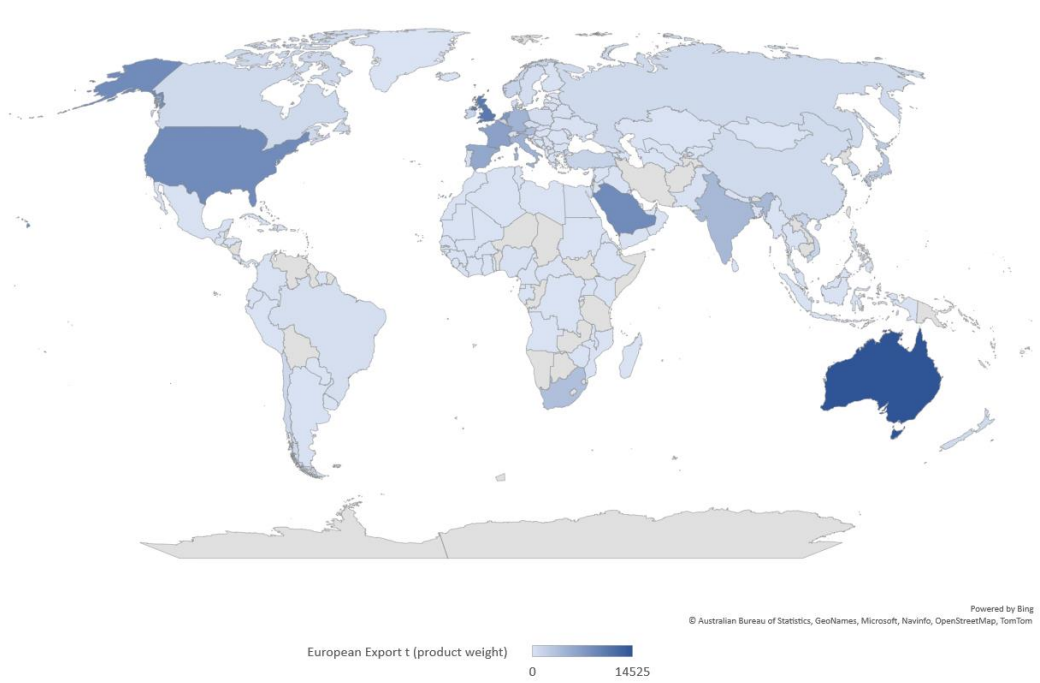 Powered by Bing
© Australian Bureau of Statistics, GeoNames, Microsoft, Navinfo, OpenStreetMap, TomTom
European Export t (product weight)
0 14525